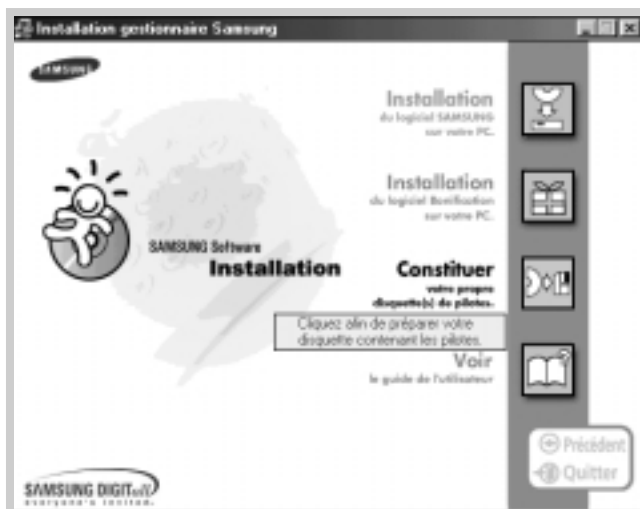 Installation gestionnaire Samsung
SAMSUNG
Installation
du logiciel SAMSUNG
sur votre PC.
Installation
du logiciel Bonification
sur votre PC.
SAMSUNG Software
Installation
Constituer
votre propre
disquette(s) de pilotes.
Cliquez afin de préparer votre
disquette contenant les pilotes.
Voir
le guide de l'utilisateur
Précédent
Quitter
SAMSUNG DIGITall
everyone's invited.